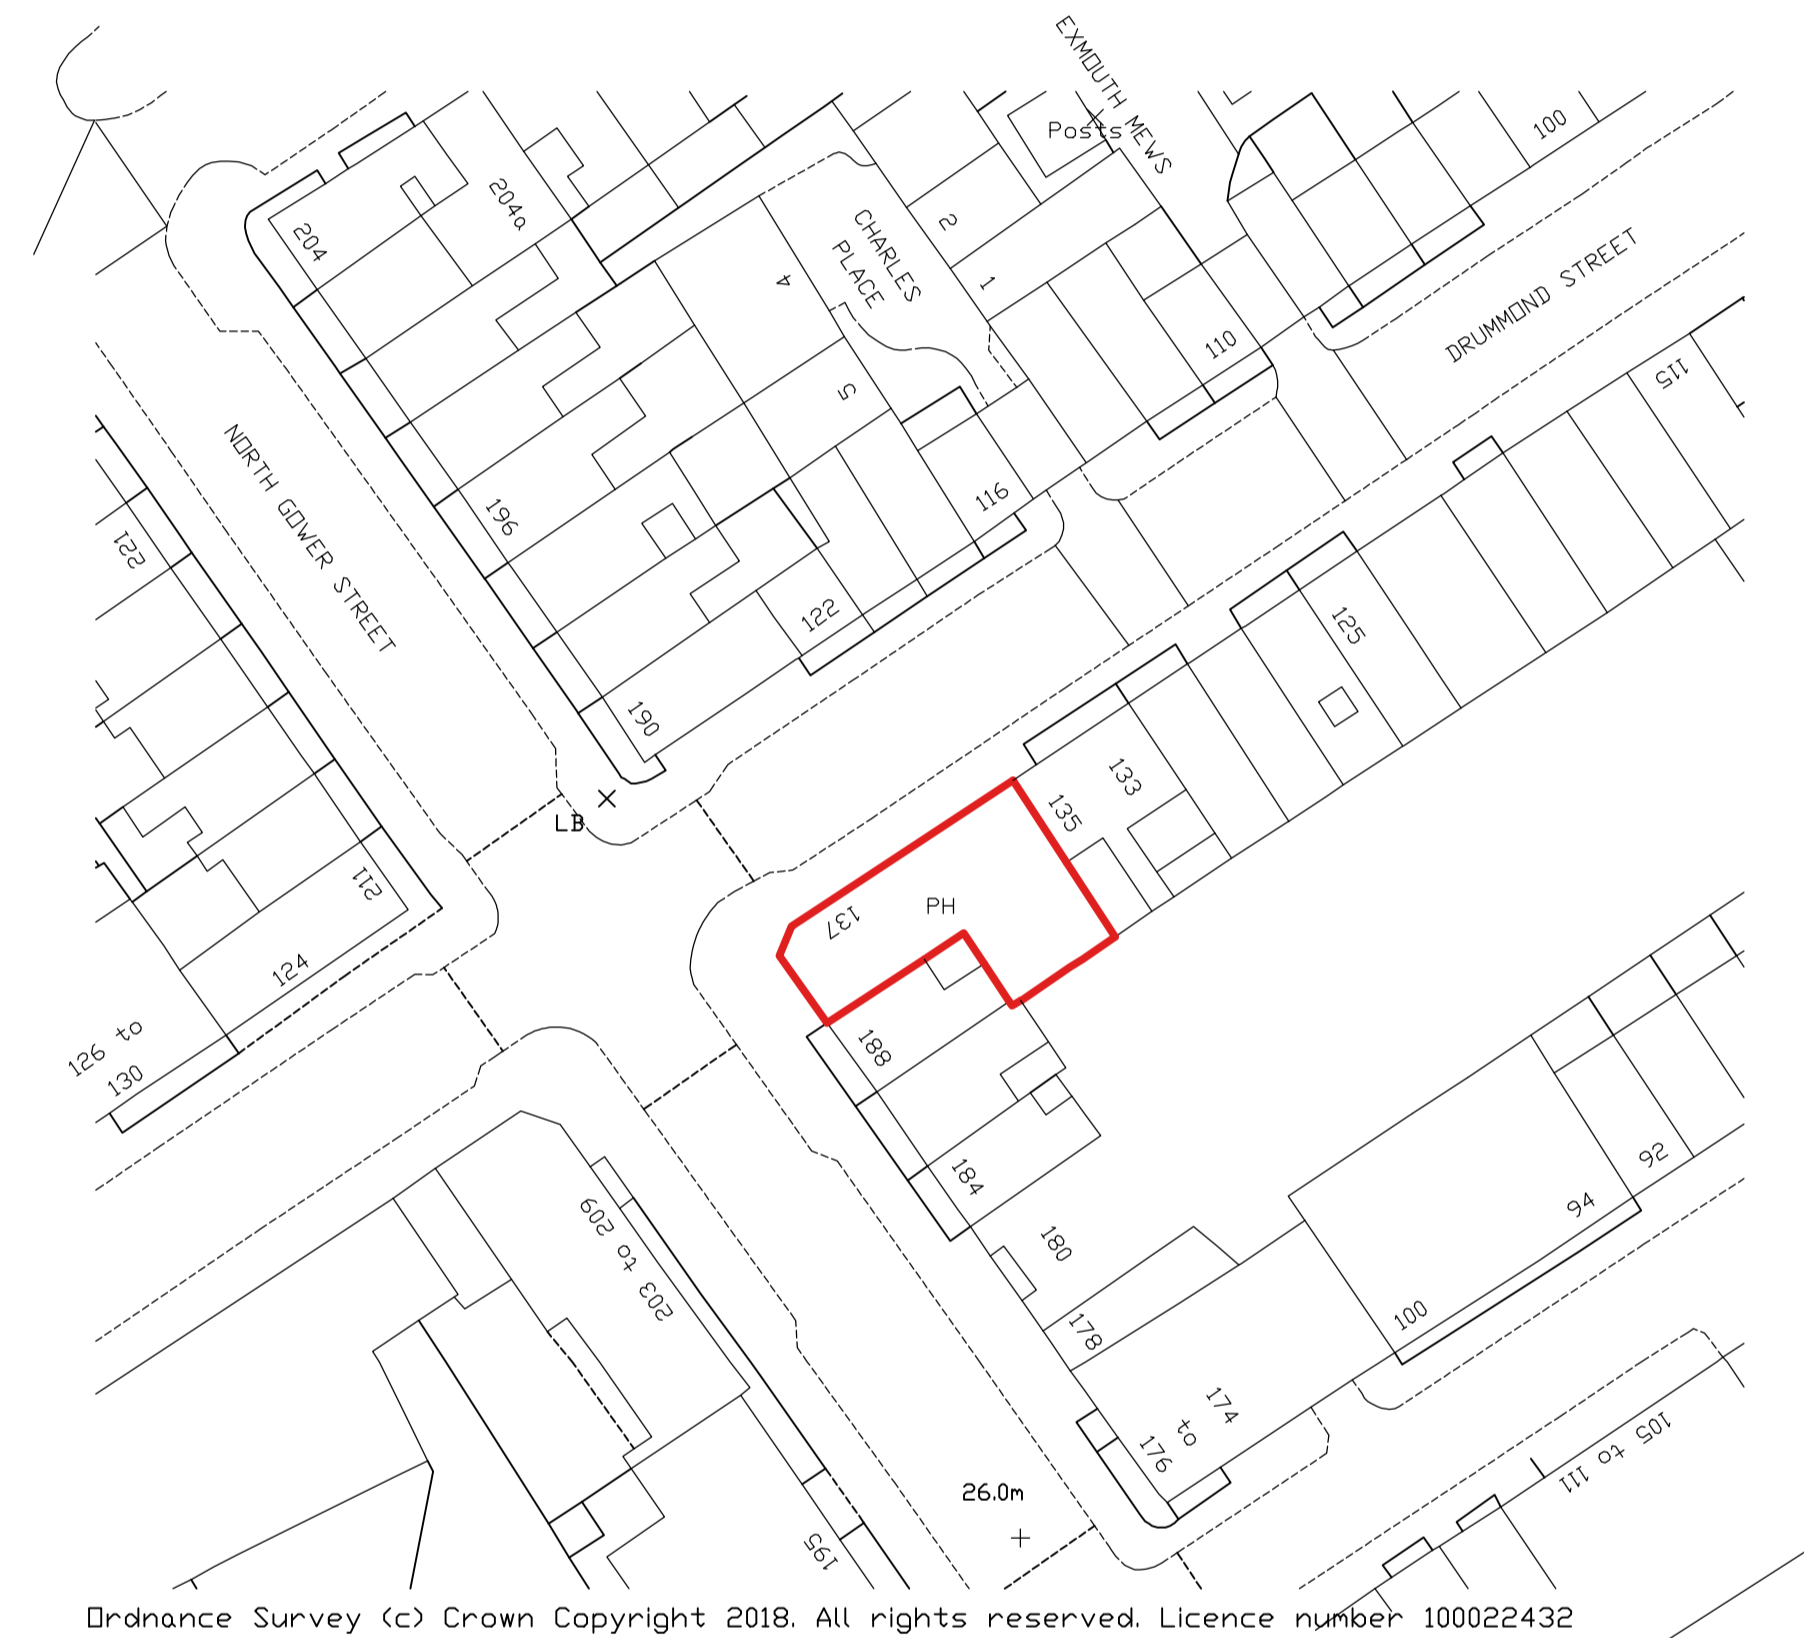 EXMOUTH MEWS
Posts
100
204
204a
2
CHARLES
PLACE
4
1
DRUMMOND STREET
110
115
5
NORTH GOWER STREET
196
116
221
122
125
190
133
135
LB
211
137
PH
124
126 to
130
188
184
203 to 209
180
92
94
178
100
174
to
176
105 to 111
26.0m
195
Ordnance Survey (c) Crown Copyright 2018. All rights reserved. Licence number 100022432